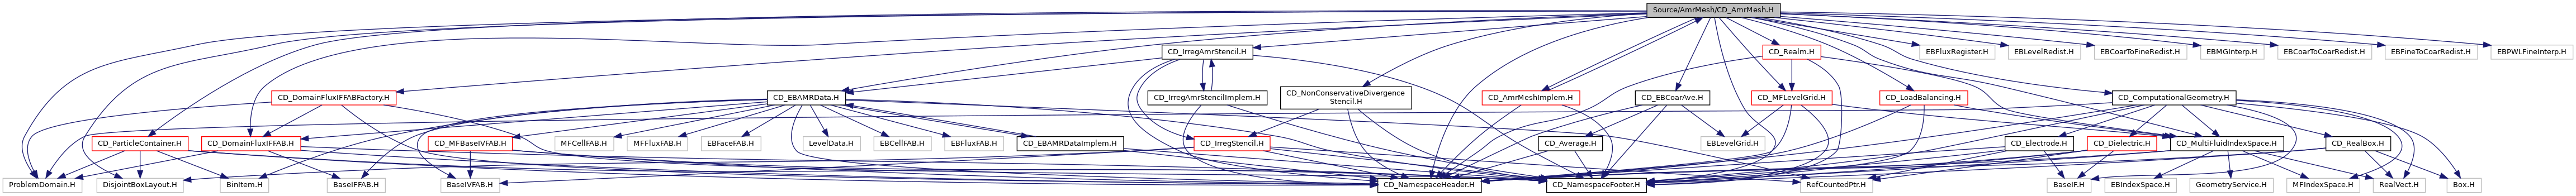 Source/AmrMesh/CD_AmrMesh.H
CD_IrregAmrStencil.H
CD_Realm.H
EBFluxRegister.H
EBLevelRedist.H
EBCoarToFineRedist.H
EBMGInterp.H
EBCoarToCoarRedist.H
EBFineToCoarRedist.H
EBPWLFineInterp.H
CD_DomainFluxIFFABFactory.H
CD_EBAMRData.H
CD_IrregAmrStencilImplem.H
CD_NonConservativeDivergence
Stencil.H
CD_AmrMeshImplem.H
CD_EBCoarAve.H
CD_MFLevelGrid.H
CD_LoadBalancing.H
CD_ComputationalGeometry.H
CD_ParticleContainer.H
CD_DomainFluxIFFAB.H
CD_MFBaseIVFAB.H
MFCellFAB.H
MFFluxFAB.H
EBFaceFAB.H
LevelData.H
EBCellFAB.H
EBFluxFAB.H
CD_EBAMRDataImplem.H
CD_IrregStencil.H
CD_Average.H
EBLevelGrid.H
CD_Electrode.H
CD_Dielectric.H
CD_MultiFluidIndexSpace.H
CD_RealBox.H
ProblemDomain.H
DisjointBoxLayout.H
BinItem.H
BaseIFFAB.H
BaseIVFAB.H
CD_NamespaceHeader.H
CD_NamespaceFooter.H
RefCountedPtr.H
BaseIF.H
EBIndexSpace.H
GeometryService.H
MFIndexSpace.H
RealVect.H
Box.H